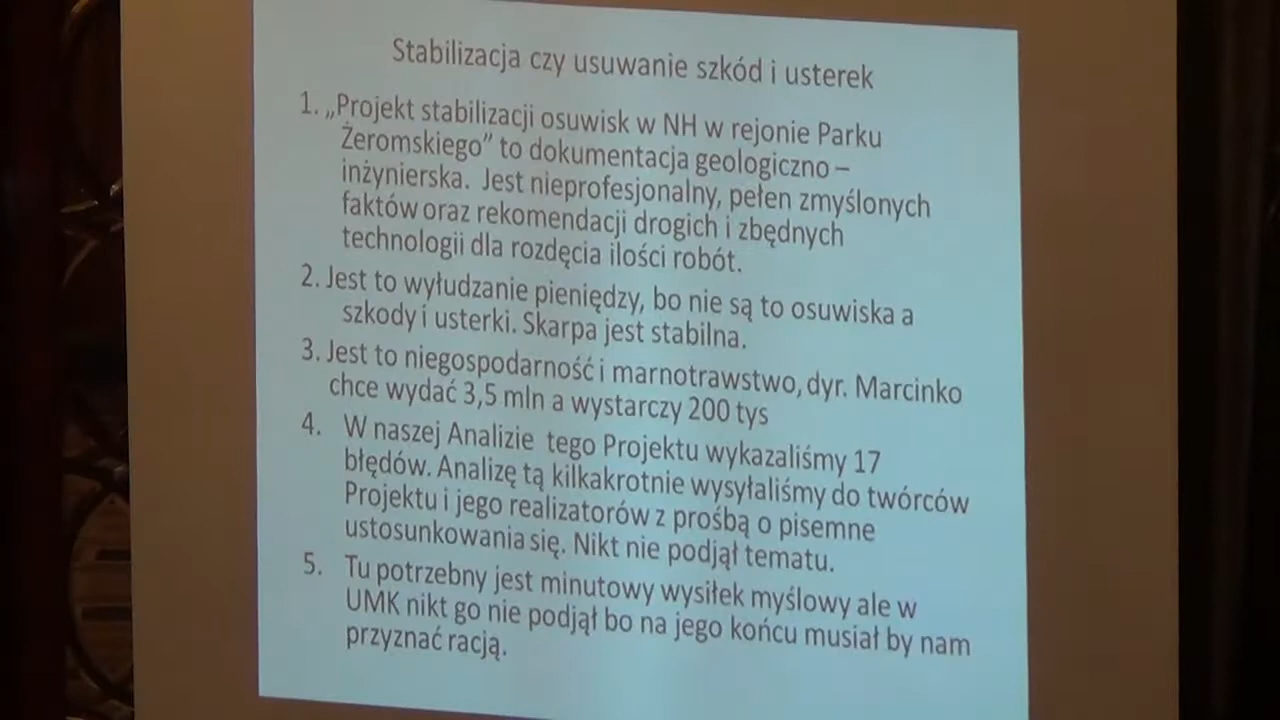 Stabilizacja czy usuwanie szkód i usterek
1. „Projekt stabilizacji osuwisk w NH w rejonie Parku
Żeromskiego” to dokumentacja geologiczno –
inżynierska. Jest nieprofesjonalny, pełen zmyślonych
faktów oraz rekomendacji drogich i zbędnych
technologii dla rozdęcia ilości robót.
2. Jest to wyłudzanie pieniędzy, bo nie są to osuwiska a
szkody i usterki. Skarpa jest stabilna.
3. Jest to niegospodarność i marnotrawstwo, dyr. Marcinko
chce wydać 3,5 mln a wystarczy 200 tys
4. W naszej Analizie tego Projektu wykazaliśmy 17
błędów. Analizę tą kilkakrotnie wysyłaliśmy do twórców
Projektu i jego realizatorów z prośbą o pisemne
ustosunkowania się. Nikt nie podjął tematu.
5. Tu potrzebny jest minutowy wysiłek myślowy ale w
UMK nikt go nie podjął bo na jego końcu musiał by nam
przyznać racją.